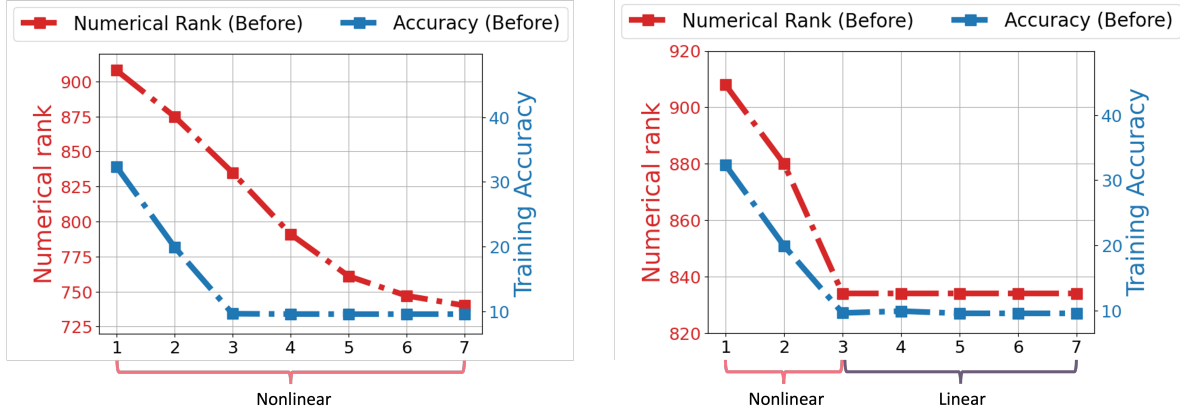 Numerical Rank (Before) Accuracy (Before)
Numerical rank
900
875
850
825
800
775
750
725
40
30
20
10
Training Accuracy
1 2 3 4 5 6 7
Nonlinear
Numerical Rank (Before) Accuracy (Before)
Numerical rank
920
900
880
860
840
820
40
30
20
10
Training Accuracy
1 2 3 4 5 6 7
Nonlinear Linear